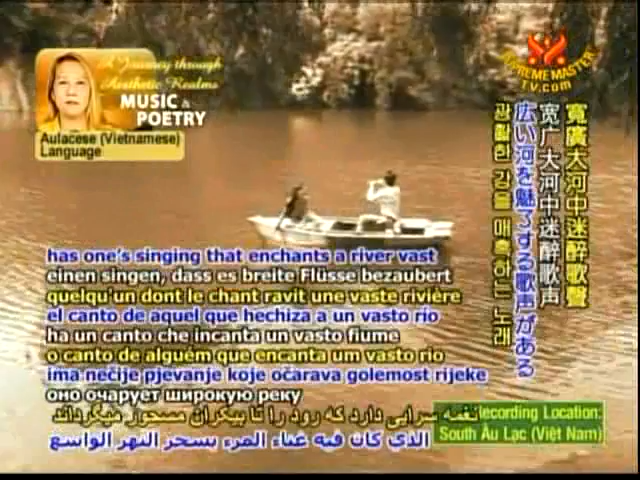 A Journey through
Aesthetic Realms
MUSIC &
POETRY
Aulacese (Vietnamese)
Language
SUPREME MASTER
TV.com
寬廣大河中迷醉歌聲
宽广大河中迷醉歌声
広い河を魅了する歌声がある
광활한 강을 매혹하는 노래
has one's singing that enchants a river vast
einen singen, dass es breite Flüsse bezaubert
quelqu'un dont le chant ravit une vaste rivière
el canto de aquel que hechiza a un vasto río
ha un canto che incanta un vasto fiume
o canto de alguém que encanta um vasto rio
ima nečije pjevanje koje očarava golemost rijeke
оно очарует широкую реку
نغمه سرایی دارد که رود را تا بیکران مسحور میگرداند
الذي كان فيه غناء المرء يسحر النهر الواسع
Recording Location:
South Âu Lạc (Việt Nam)